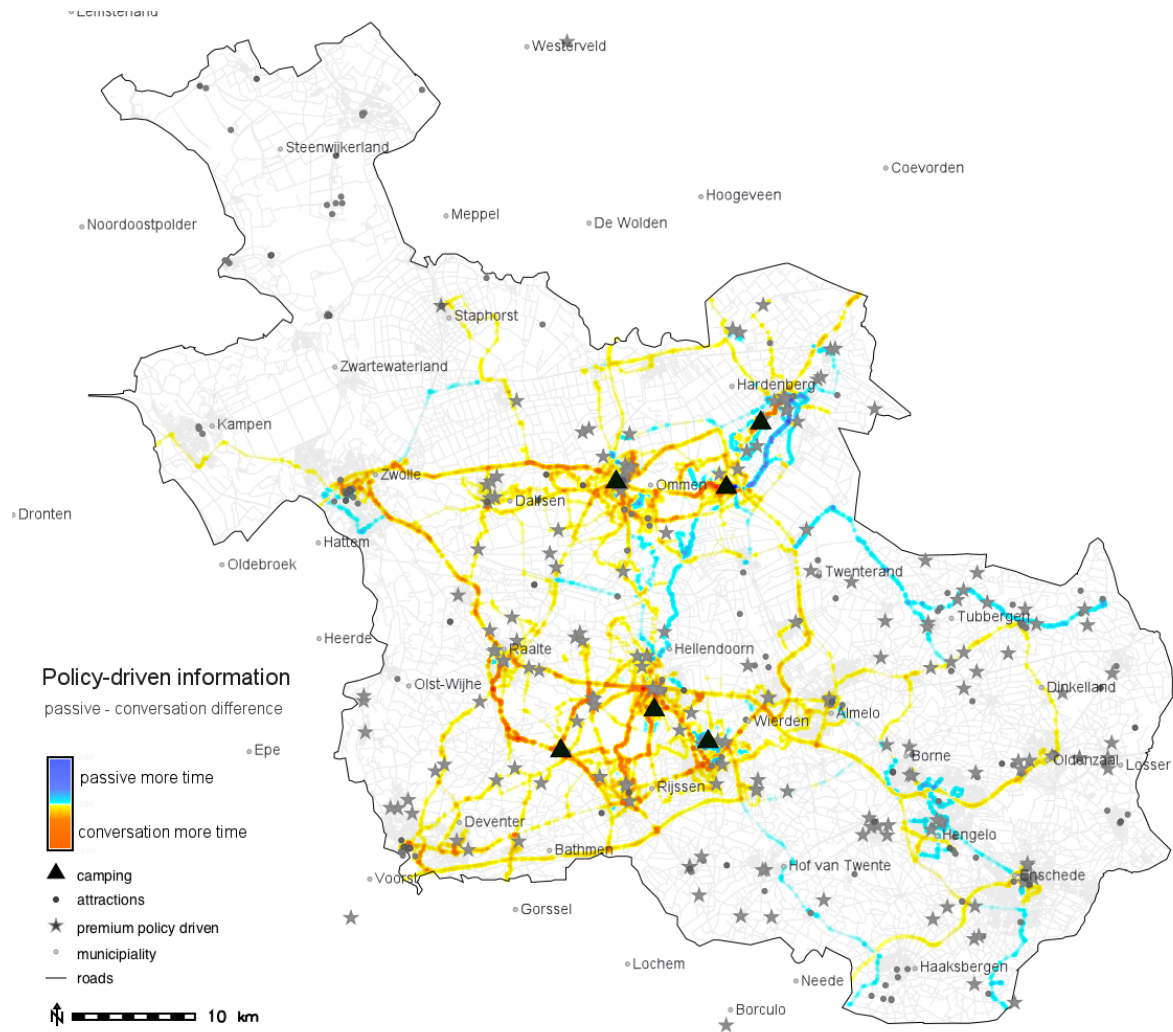 Lemsterland
Westerveld
Coevorden
Steenwijkerland
Hoogeveen
Meppel
De Wolden
Noordoostpolder
Staphorst
Zwartewaterland
Hardenberg
Kampen
Zwolle
Ommen
Dalfsen
Dronten
Hattem
Oldebroek
Twenterand
Tubbergen
Heerde
Raalte
Hellendoorn
Policy-driven information
passive - conversation difference
Olst-Wijhe
Dinkelland
Wierden
Almelo
Epe
Borne
Oldenzaal
Losser
passive more time
Rijssen
conversation more time
Deventer
Hengelo
Bathmen
Hof van Twente
Voorst
Enschede
camping
attractions
Gorssel
premium policy driven
municipiality
Lochem
Haaksbergen
roads
Neede
Borculo
N
10 km